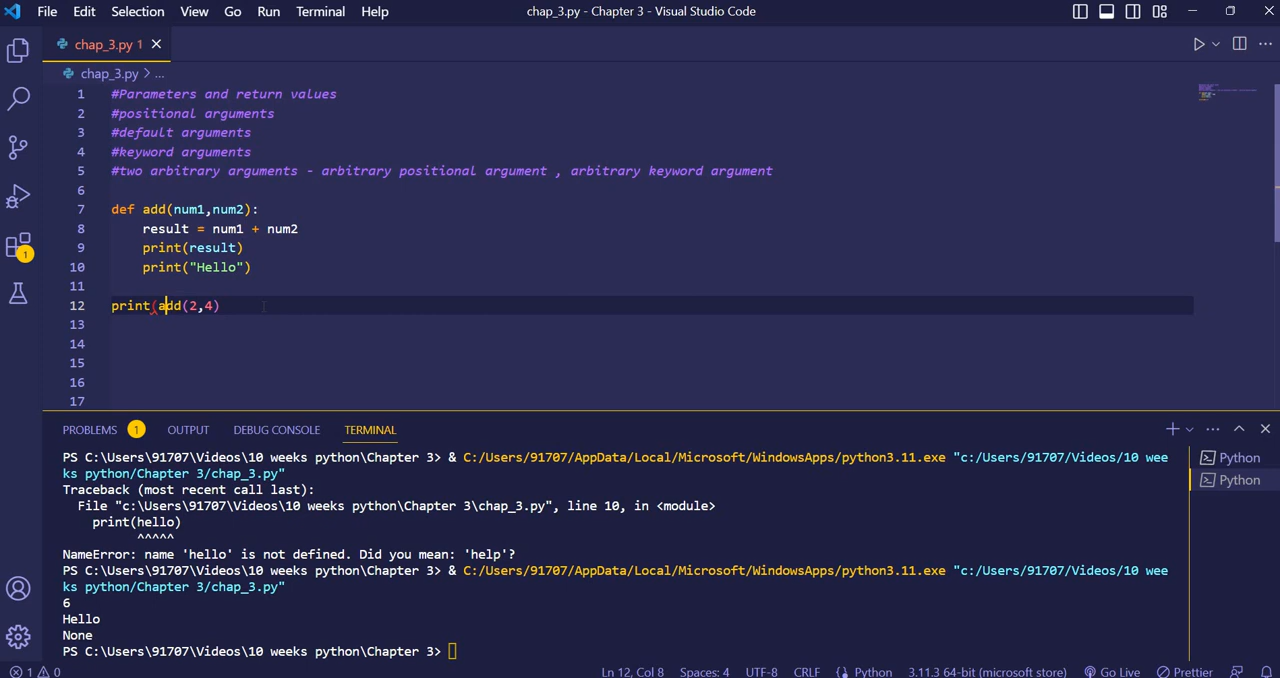 File Edit Selection View Go Run Terminal Help chap_3.py - Chapter 3 - Visual Studio Code
chap_3.py 1
chap_3.py > ...
1 #Parameters and return values
2 #positional arguments
3 #default arguments
4 #keyword arguments
5 #two arbitrary arguments - arbitrary positional argument , arbitrary keyword argument
6
7 def add(num1,num2):
8 result = num1 + num2
9 print(result)
10 print("Hello")
11
12 print(add(2,4)
13
14
15
16
17
1
PROBLEMS 1 OUTPUT DEBUG CONSOLE TERMINAL
PS C:\Users\91707\Videos\10 weeks python\Chapter 3> & C:/Users/91707/AppData/Local/Microsoft/WindowsApps/python3.11.exe "c:/Users/91707/Videos/10 wee
ks python/Chapter 3/chap_3.py"
Traceback (most recent call last):
File "c:\Users\91707\Videos\10 weeks python\Chapter 3\chap_3.py", line 10, in <module>
print(hello)
^^^^^
NameError: name 'hello' is not defined. Did you mean: 'help'?
PS C:\Users\91707\Videos\10 weeks python\Chapter 3> & C:/Users/91707/AppData/Local/Microsoft/WindowsApps/python3.11.exe "c:/Users/91707/Videos/10 wee
ks python/Chapter 3/chap_3.py"
6
Hello
None
PS C:\Users\91707\Videos\10 weeks python\Chapter 3>
Python
Python
1 0 Ln 12, Col 8 Spaces: 4 UTF-8 CRLF Python 3.11.3 64-bit (microsoft store) Go Live Prettier